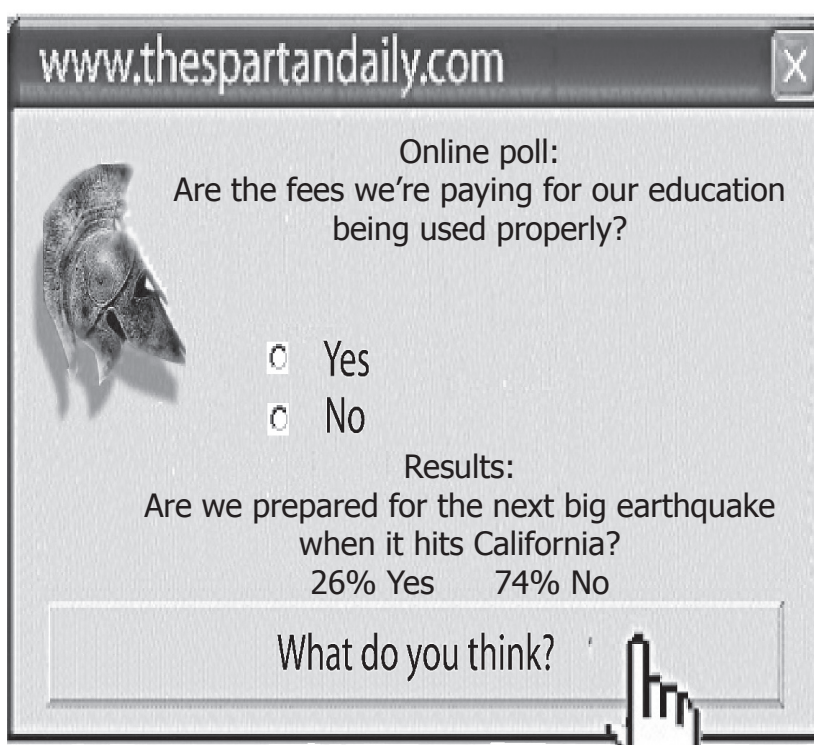 www.thespartandaily.com
X
Online poll:
Are the fees we’re paying for our education
being used properly?
Yes
No
Results:
Are we prepared for the next big earthquake
when it hits California?
26% Yes 74% No
What do you think?